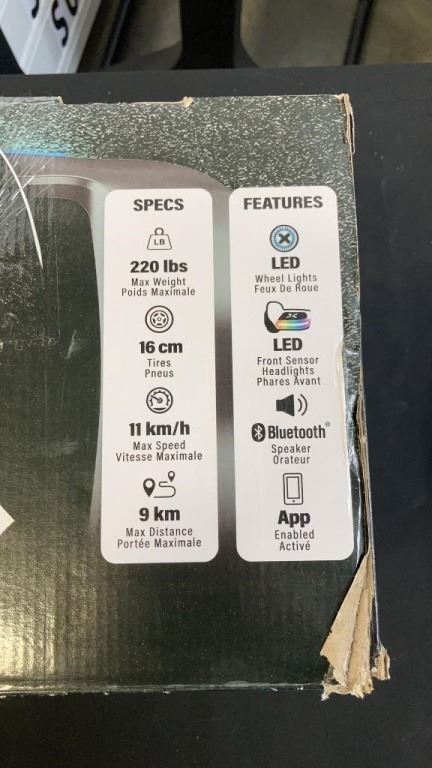 SPECS
LB
220 lbs
Max Weight
Poids Maximale
16 cm
Tires
Pneus
11 km/h
Max Speed
Vitesse Maximale
9 km
Max Distance
Portée Maximale
FEATURES
LED
Wheel Lights
Feux De Roue
LED
Front Sensor
Headlights
Phares Avant
Bluetooth®
Speaker
Orateur
App
Enabled
Activé